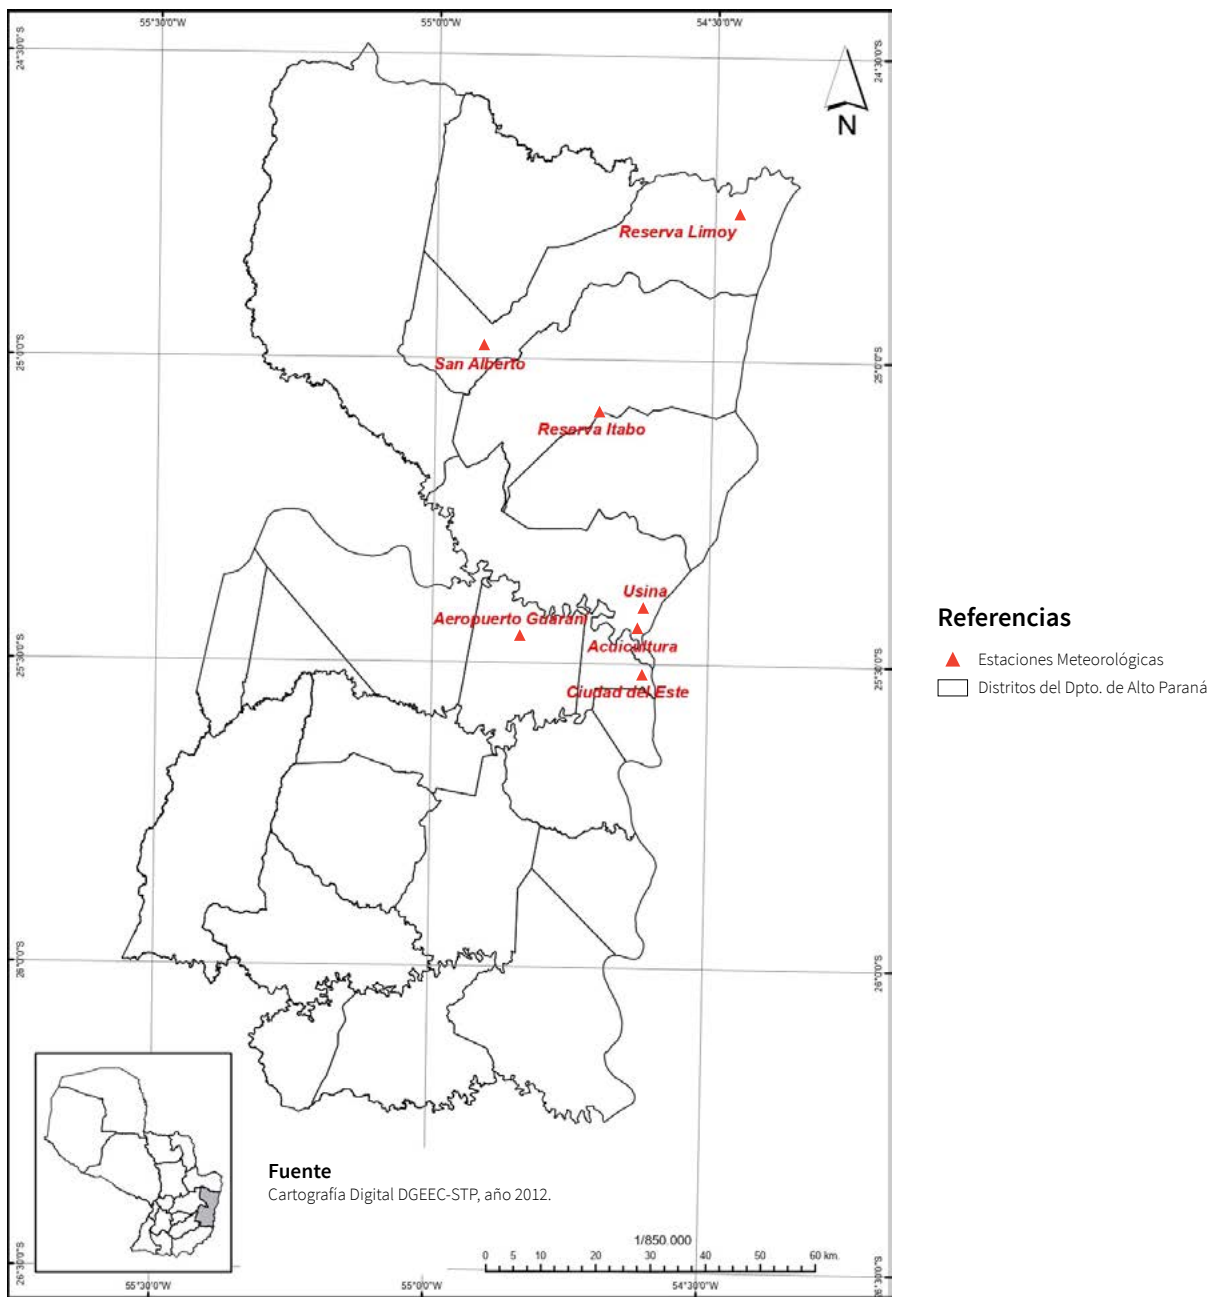 55°30'0"W
55°0'0"W
54°30'0"W
24°30'0"S
24°30'0"S
N
Reserva Limoy
San Alberto
25°0'0"S
25°0'0"S
Reserva Itabo
Usina
Aeropuerto Guarani
Acuicultura
25°30'0"S
25°30'0"S
Ciudad del Este
Referencias
Estaciones Meteorológicas
Distritos del Dpto. de Alto Paraná
26°0'0"S
26°0'0"S
Fuente
Cartografía Digital DGEEC-STP, año 2012.
1/850.000
0 5 10 20 30 40 50 60 km.
26°30'0"S
26°30'0"S
55°30'0"W
55°0'0"W
54°30'0"W